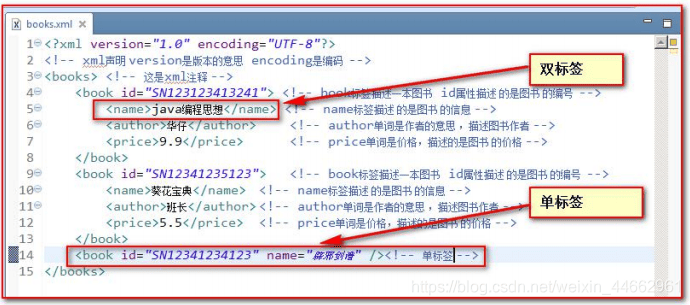 books.xml
1 <?xml version="1.0" encoding="UTF-8"?>
2 <!-- xml声明 version是版本的意思 encoding是编码 -->
3 <books> <!-- 这是xml注释 -->
4 <book id="SN123123413241"> <!-- book标签描述一本图书 id属性描述 的是图书 的编号 -->
5 <name>java编程思想</name> <!-- name标签描述 的是图书 的信息 -->
6 <author>华仔</author> <!-- author单词是作者的意思 ，描述图书作者 -->
7 <price>9.9</price> <!-- price单词是价格，描述的是图书 的价格 -->
8 </book>
9 <book id="SN12341235123"> <!-- book标签描述一本图书 id属性描述 的是图书 的编号 -->
10 <name>葵花宝典</name> <!-- name标签描述 的是图书 的信息 -->
11 <author>班长</author> <!-- author单词是作者的意思 ，描述图书作者 -->
12 <price>5.5</price> <!-- price单词是价格，描述的是图书 的价格 -->
13 </book>
14 <book id="SN12341234123" name="辟邪剑谱" /><!-- 单标签 -->
15 </books>
双标签
单标签
https://blog.csdn.net/weixin_44662961